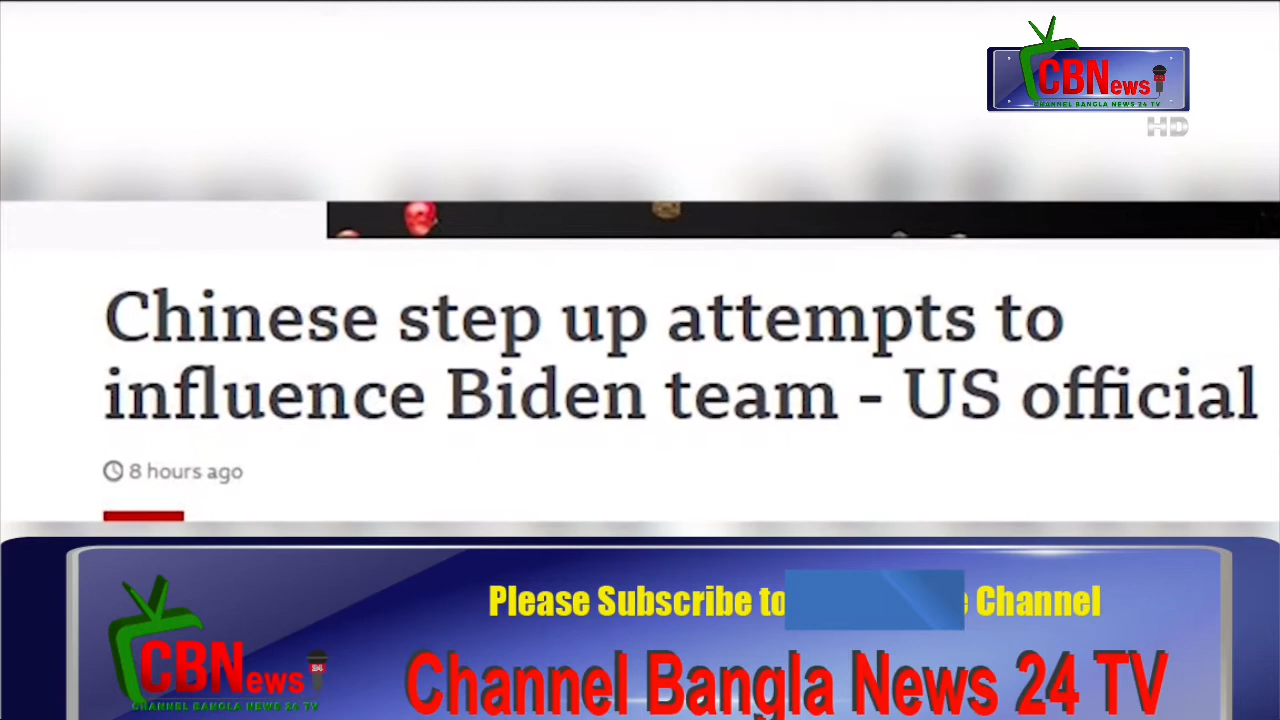 CBNews
CHANNEL BANGLA NEWS 24 TV
HD
Chinese step up attempts to
influence Biden team - US official
8 hours ago
Please Subscribe to Channel
CBNews
24
CHANNEL BANGLA NEWS 24 TV
Channel Bangla News 24 TV